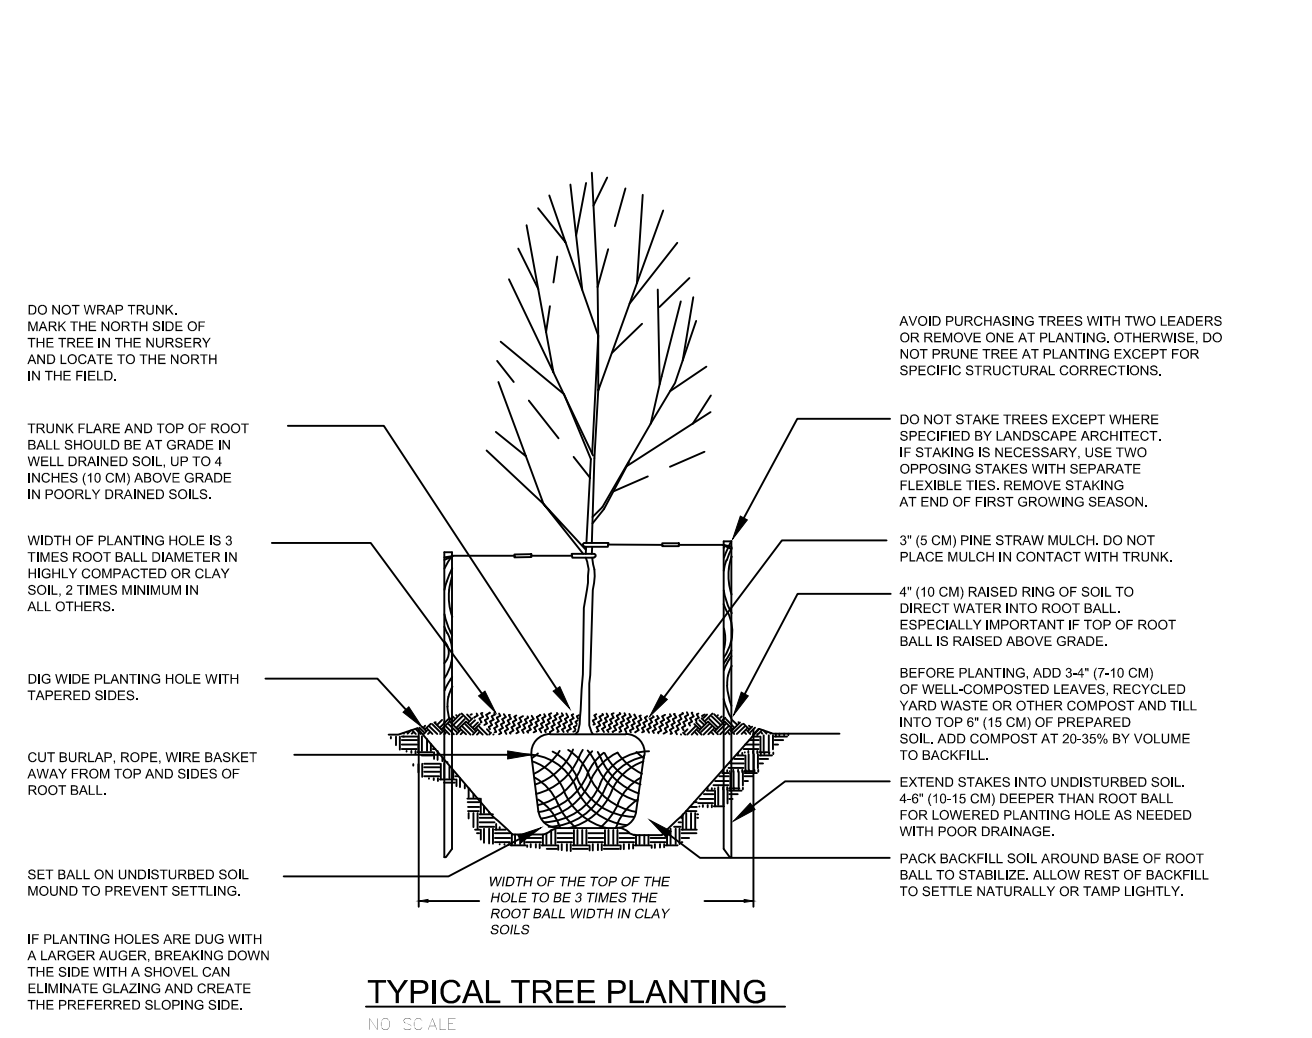 DO NOT WRAP TRUNK.
MARK THE NORTH SIDE OF
THE TREE IN THE NURSERY
AND LOCATE TO THE NORTH
IN THE FIELD.
TRUNK FLARE AND TOP OF ROOT
BALL SHOULD BE AT GRADE IN
WELL DRAINED SOIL, UP TO 4
INCHES (10 CM) ABOVE GRADE
IN POORLY DRAINED SOILS.
WIDTH OF PLANTING HOLE IS 3
TIMES ROOT BALL DIAMETER IN
HIGHLY COMPACTED OR CLAY
SOIL, 2 TIMES MINIMUM IN
ALL OTHERS.
DIG WIDE PLANTING HOLE WITH
TAPERED SIDES.
CUT BURLAP, ROPE, WIRE BASKET
AWAY FROM TOP AND SIDES OF
ROOT BALL.
SET BALL ON UNDISTURBED SOIL
MOUND TO PREVENT SETTLING.
IF PLANTING HOLES ARE DUG WITH
A LARGER AUGER, BREAKING DOWN
THE SIDE WITH A SHOVEL CAN
ELIMINATE GLAZING AND CREATE
THE PREFERRED SLOPING SIDE.
AVOID PURCHASING TREES WITH TWO LEADERS
OR REMOVE ONE AT PLANTING. OTHERWISE, DO
NOT PRUNE TREE AT PLANTING EXCEPT FOR
SPECIFIC STRUCTURAL CORRECTIONS.
DO NOT STAKE TREES EXCEPT WHERE
SPECIFIED BY LANDSCAPE ARCHITECT.
IF STAKING IS NECESSARY, USE TWO
OPPOSING STAKES WITH SEPARATE
FLEXIBLE TIES. REMOVE STAKING
AT END OF FIRST GROWING SEASON.
3" (5 CM) PINE STRAW MULCH. DO NOT
PLACE MULCH IN CONTACT WITH TRUNK.
4" (10 CM) RAISED RING OF SOIL TO
DIRECT WATER INTO ROOT BALL.
ESPECIALLY IMPORTANT IF TOP OF ROOT
BALL IS RAISED ABOVE GRADE.
BEFORE PLANTING, ADD 3-4" (7-10 CM)
OF WELL-COMPOSTED LEAVES, RECYCLED
YARD WASTE OR OTHER COMPOST AND TILL
INTO TOP 6" (15 CM) OF PREPARED
SOIL. ADD COMPOST AT 20-35% BY VOLUME
TO BACKFILL.
EXTEND STAKES INTO UNDISTURBED SOIL.
4-6" (10-15 CM) DEEPER THAN ROOT BALL
FOR LOWERED PLANTING HOLE AS NEEDED
WITH POOR DRAINAGE.
PACK BACKFILL SOIL AROUND BASE OF ROOT
BALL TO STABILIZE. ALLOW REST OF BACKFILL
TO SETTLE NATURALLY OR TAMP LIGHTLY.
WIDTH OF THE TOP OF THE
HOLE TO BE 3 TIMES THE
ROOT BALL WIDTH IN CLAY
SOILS
TYPICAL TREE PLANTING
NO SCALE